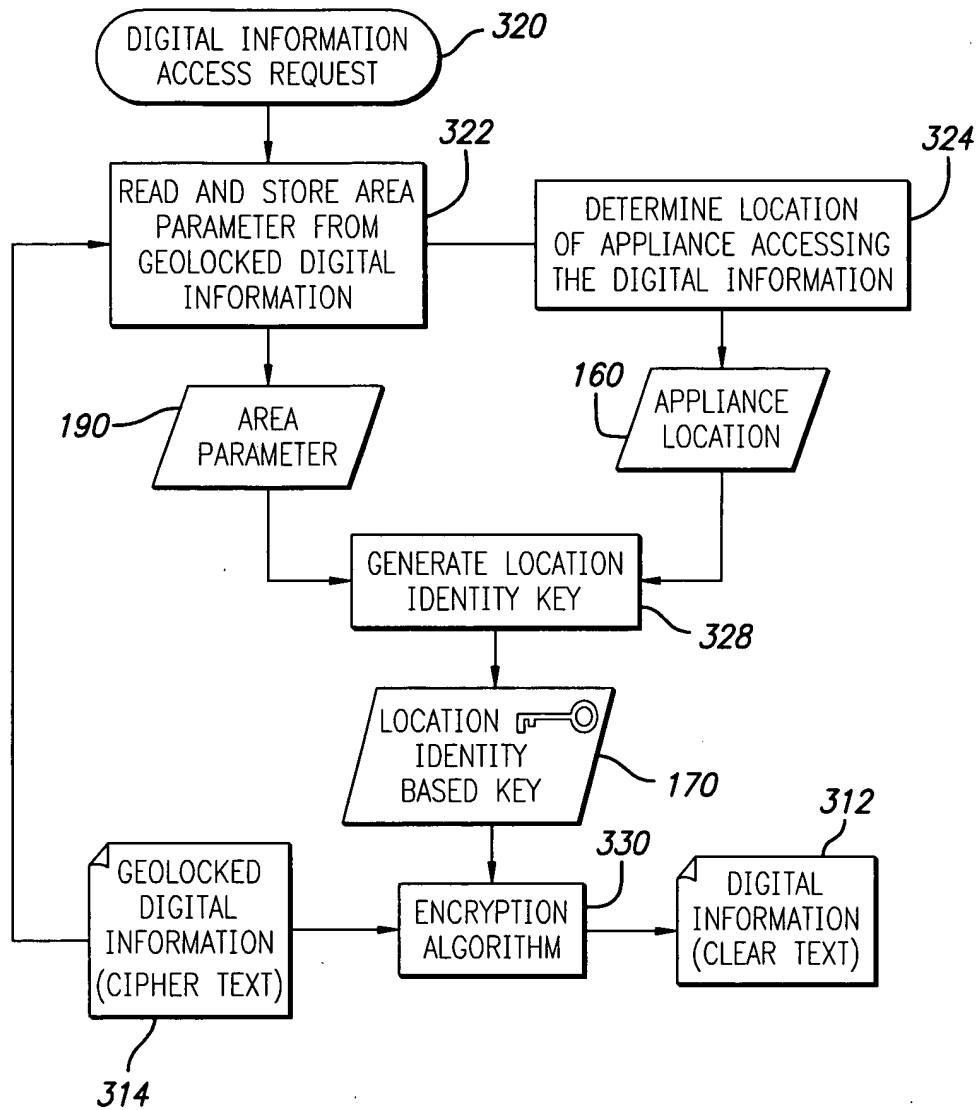 DIGITAL INFORMATION
ACCESS REQUEST
320
322
READ AND STORE AREA
PARAMETER FROM
GEOLOCKED DIGITAL
INFORMATION
324
DETERMINE LOCATION
OF APPLIANCE ACCESSING
THE DIGITAL INFORMATION
190
AREA
PARAMETER
160
APPLIANCE
LOCATION
GENERATE LOCATION
IDENTITY KEY
328
LOCATION
IDENTITY
BASED KEY
170
GEOLOCKED
DIGITAL
INFORMATION
(CIPHER TEXT)
314
330
ENCRYPTION
ALGORITHM
312
DIGITAL
INFORMATION
(CLEAR TEXT)